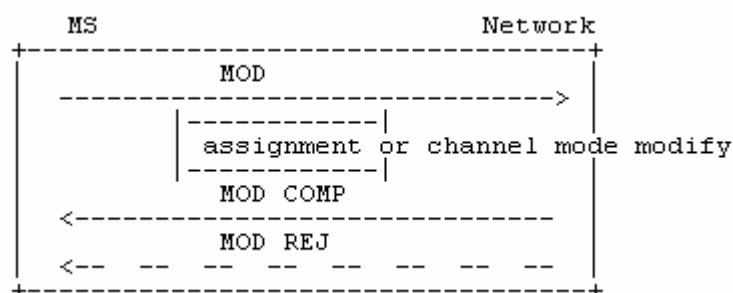 MS Network
MOD
assignment or channel mode modify
MOD COMP
MOD REJ